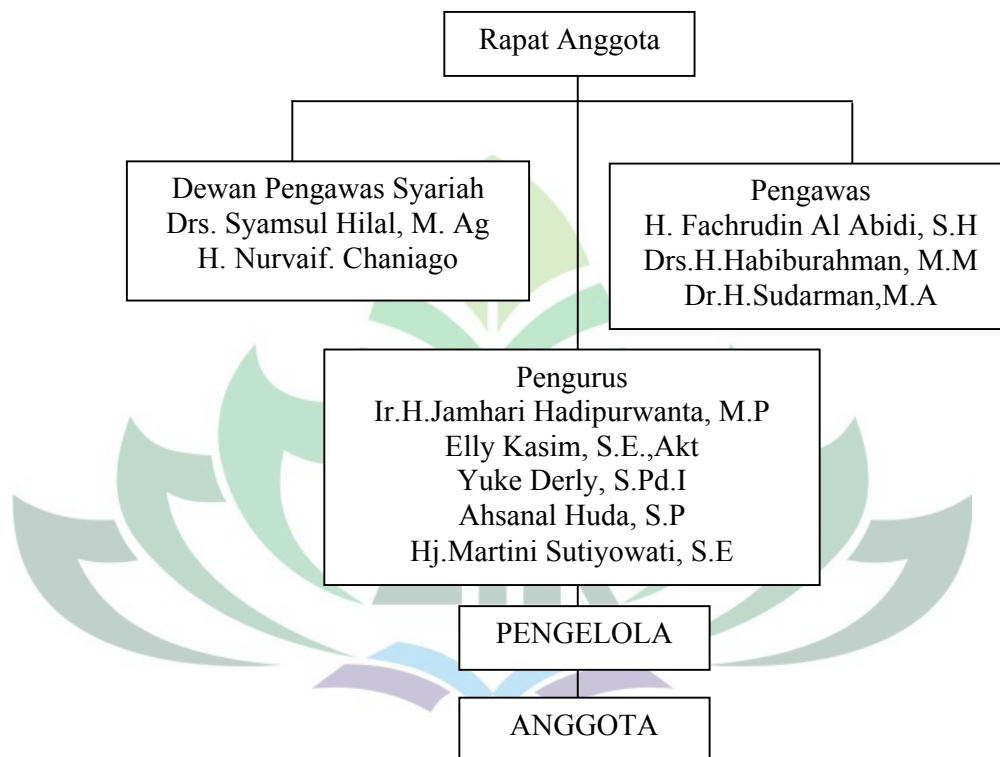 Rapat Anggota
Dewan Pengawas Syariah
Drs. Syamsul Hilal, M. Ag
H. Nurvaif. Chaniago
Pengawas
H. Fachrudin Al Abidi, S.H
Drs.H.Habiburahman, M.M
Dr.H.Sudarman,M.A
Pengurus
Ir.H.Jamhari Hadipurwanta, M.P
Elly Kasim, S.E.,Akt
Yuke Derly, S.Pd.I
Ahsanal Huda, S.P
Hj.Martini Sutiyowati, S.E
PENGELOLA
ANGGOTA